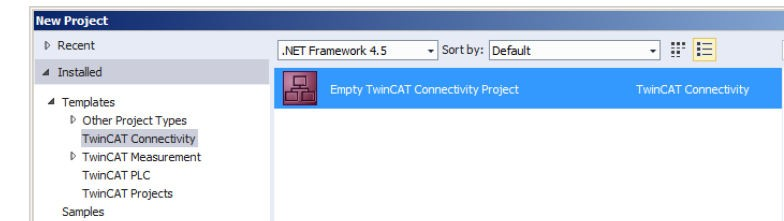 New Project
Recent
.NET Framework 4.5
Sort by: Default
Installed
Empty TwinCAT Connectivity Project
TwinCAT Connectivity
Templates
Other Project Types
TwinCAT Connectivity
TwinCAT Measurement
TwinCAT PLC
TwinCAT Projects
Samples